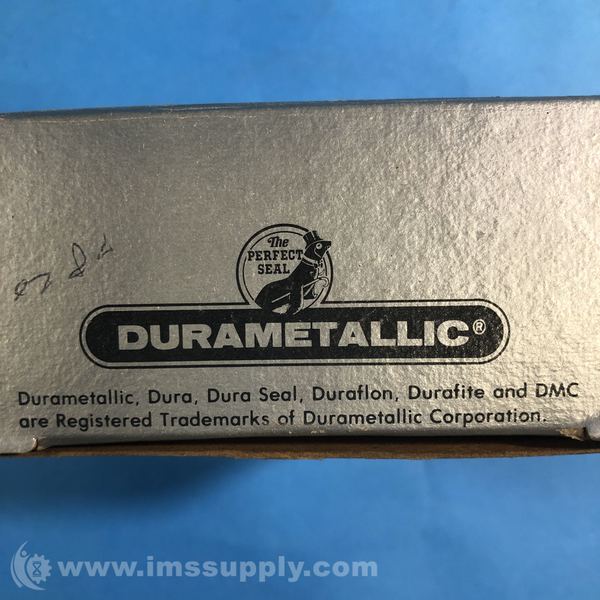 The
PERFECT
SEAL
DURAMETALLIC®
Durametallic, Dura, Dura Seal, Duraflon, Durafite and DMC
are Registered Trademarks of Durametallic Corporation.
www.imssupply.com